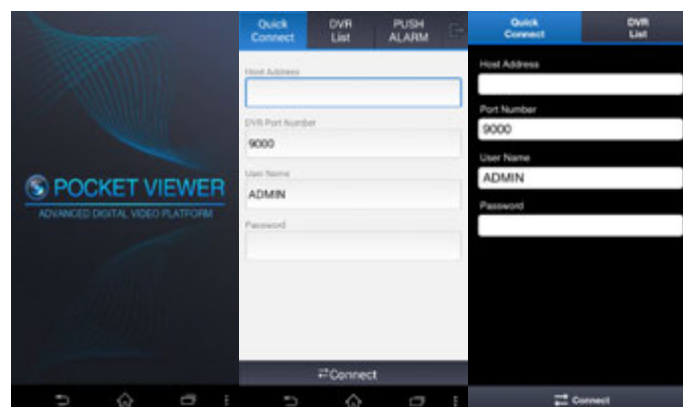 POCKET VIEWER
ADVANCED DIGITAL VIDEO PLATFORM
Quick
Connect
DVR
List
PUSH
ALARM
Host Address
DVR Port Number
9000
User Name
ADMIN
Password
Connect
Quick
Connect
DVR
List
Host Address
Port Number
9000
User Name
ADMIN
Password
Connect